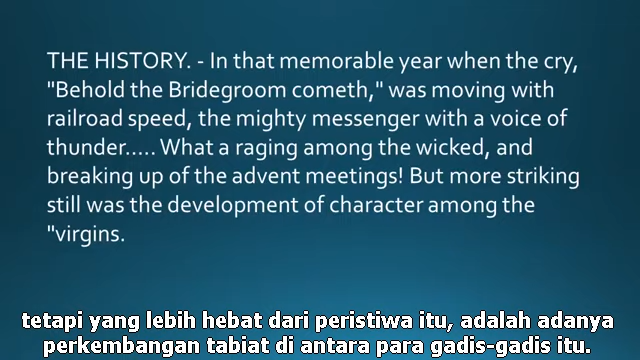 THE HISTORY. - In that memorable year when the cry,
"Behold the Bridegroom cometh," was moving with
railroad speed, the mighty messenger with a voice of
thunder..... What a raging among the wicked, and
breaking up of the advent meetings! But more striking
still was the development of character among the
"virgins.
tetapi yang lebih hebat dari peristiwa itu, adalah adanya
perkembangan tabiat di antara para gadis-gadis itu.